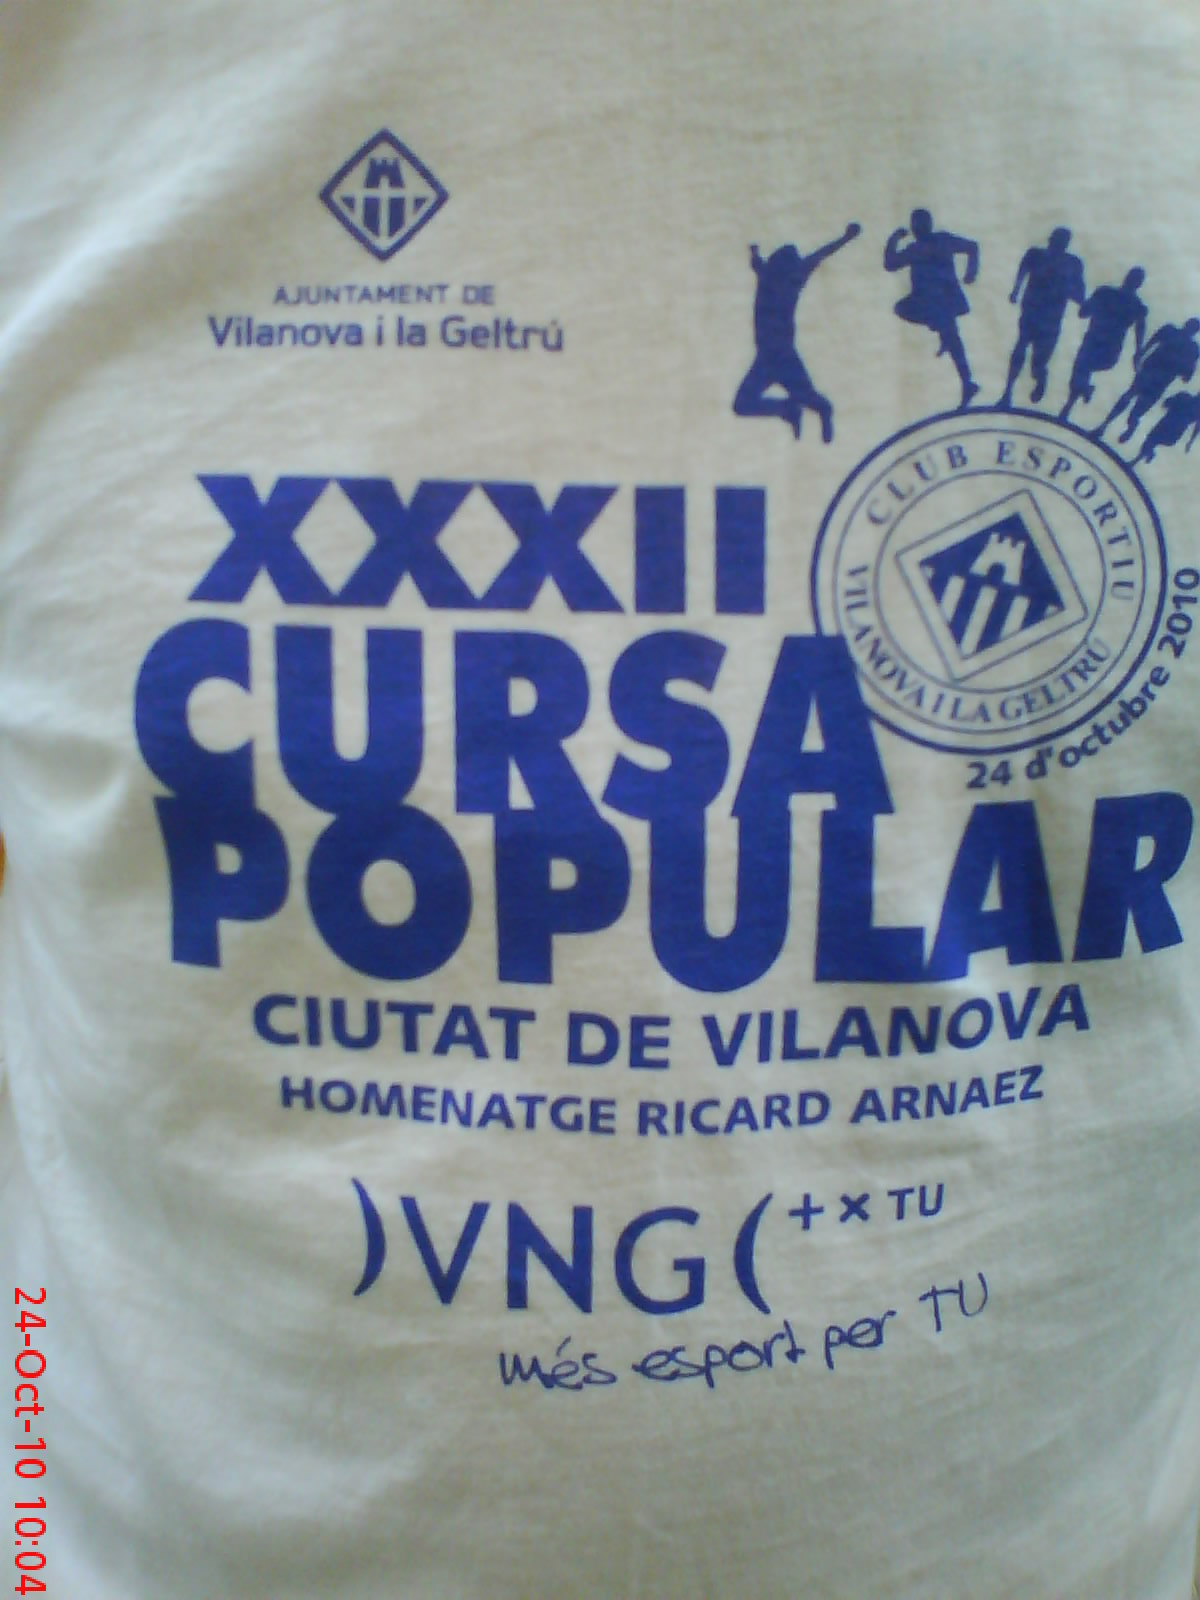 AJUNTAMENT DE
Vilanova i la Geltrú
CLUB ESPORTIU
VILANOVA I LA GELTRÚ
24 d'octubre 2010
XXXII
CURSA
POPULAR
CIUTAT DE VILANOVA
HOMENATGE RICARD ARNAEZ
)VNG( + x TU
més esport per TU
24-Oct-10 10:04